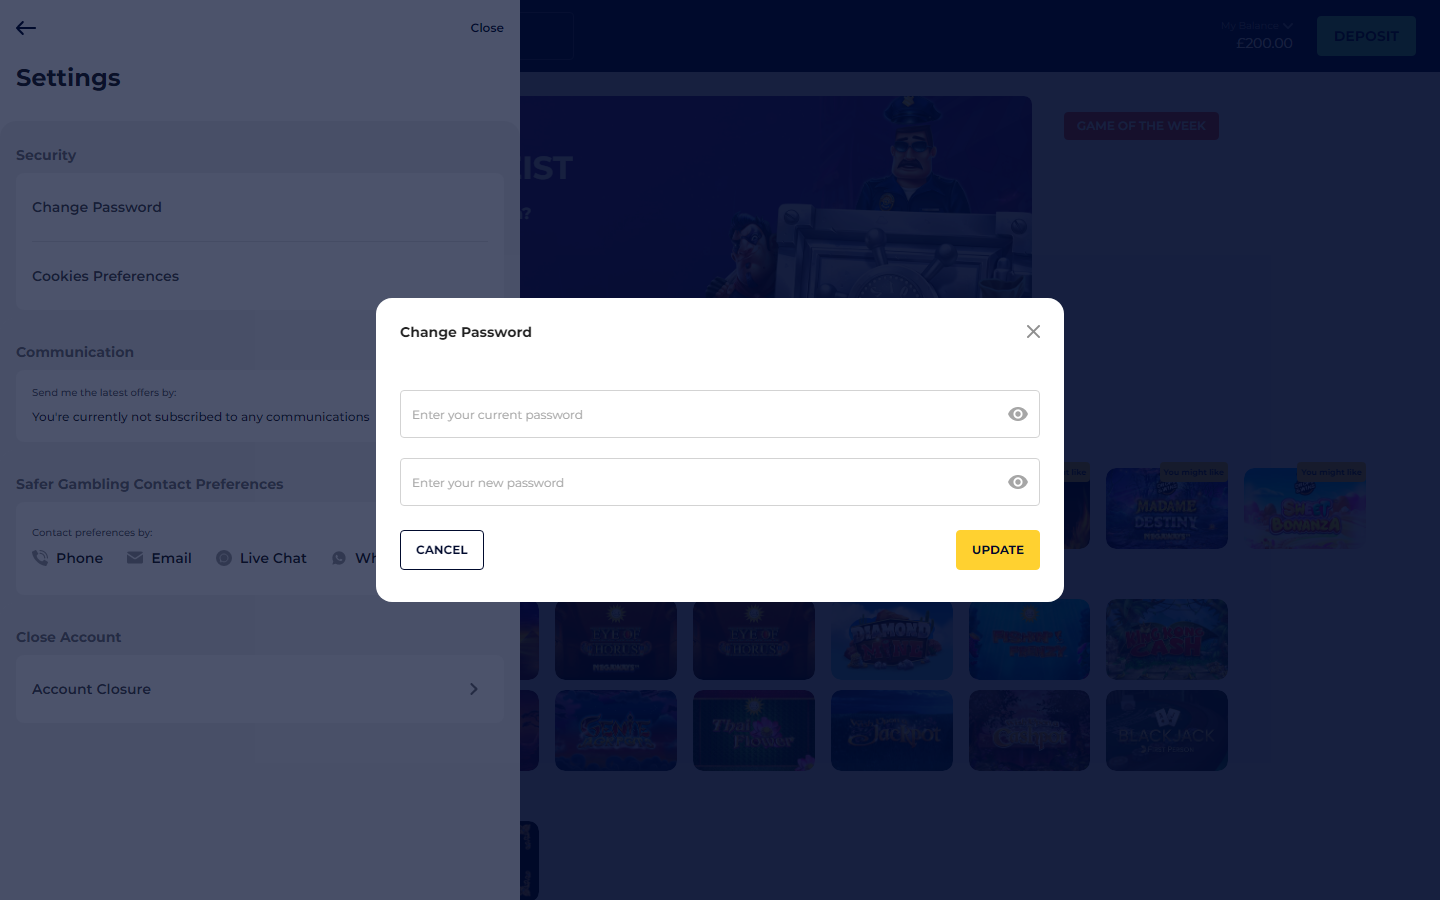 Close
Settings
Security
Change Password
Cookies Preferences
Communication
Send me the latest offers by:
You're currently not subscribed to any communications
Safer Gambling Contact Preferences
Contact preferences by:
Phone
Email
Live Chat
Wh
Close Account
Account Closure
My Balance
£200.00
DEPOSIT
IST
?
GAME OF THE WEEK
Change Password
Enter your current password
Enter your new password
CANCEL
UPDATE
like
You might like
You might like
MADAME
DESTINY
MEGAWAYS
SWEET
BONANZA
EYE OF
HORUS
MEGAWAYS
EYE OF
HORUS
DIAMOND
MINE
Thai
Flower
Jackpot
BLACKJACK